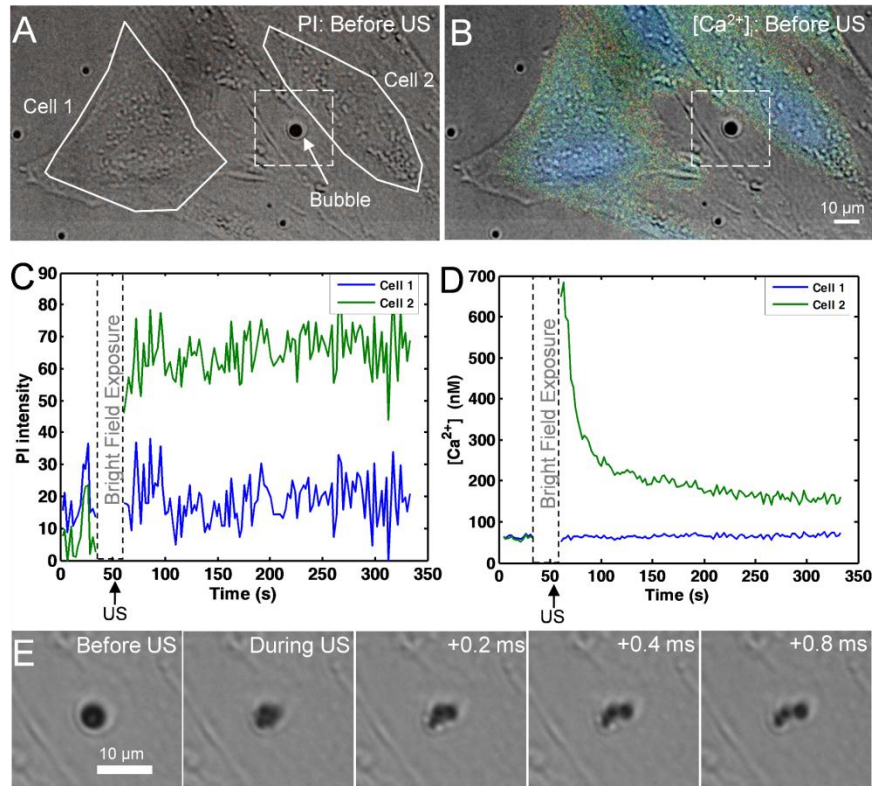 A
PI: Before US
Cell 1
Cell 2
Bubble
B
[Ca²⁺]ᵢ: Before US
10 µm
C
90
80
70
60
50
40
30
20
10
0
PI intensity
Bright Field Exposure
Cell 1
Cell 2
0 50 100 150 200 250 300 350
Time (s)
US
D
700
600
500
400
300
200
100
0
[Ca²⁺] (nM)
Bright Field Exposure
Cell 1
Cell 2
0 50 100 150 200 250 300 350
Time (s)
US
E
Before US
During US
+0.2 ms
+0.4 ms
+0.8 ms
10 µm